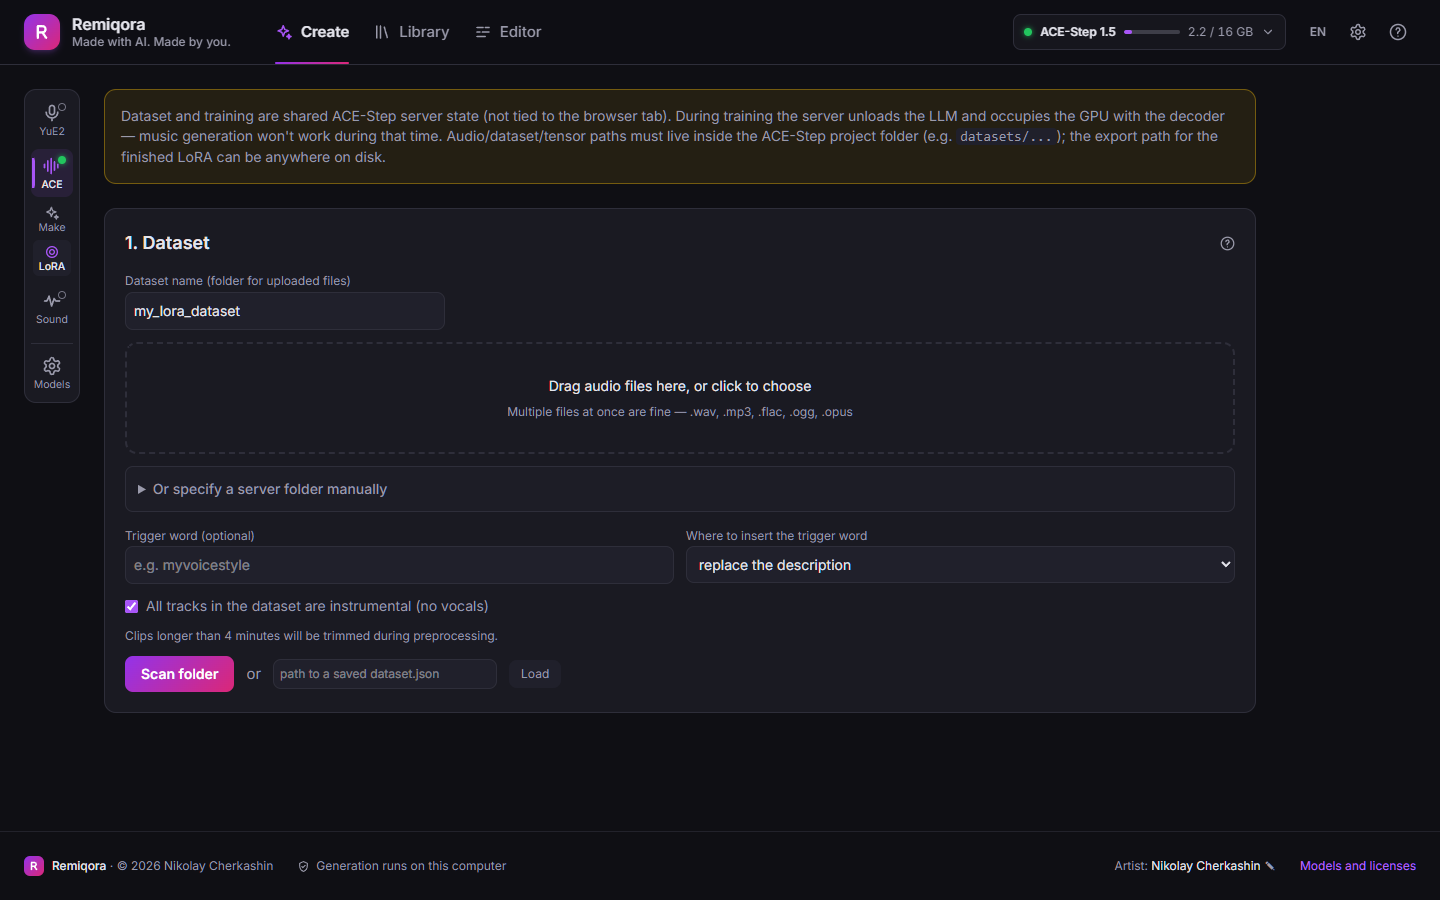 R
Remiqora
Made with AI. Made by you.
Create
Library
Editor
ACE-Step 1.5
2.2 / 16 GB
EN
YuE2
ACE
Make
LoRA
Sound
Models
Dataset and training are shared ACE-Step server state (not tied to the browser tab). During training the server unloads the LLM and occupies the GPU with the decoder
— music generation won't work during that time. Audio/dataset/tensor paths must live inside the ACE-Step project folder (e.g. datasets/... ); the export path for the
finished LoRA can be anywhere on disk.
1. Dataset
Dataset name (folder for uploaded files)
my_lora_dataset
Drag audio files here, or click to choose
Multiple files at once are fine — .wav, .mp3, .flac, .ogg, .opus
Or specify a server folder manually
Trigger word (optional)
Where to insert the trigger word
e.g. myvoicestyle
replace the description
All tracks in the dataset are instrumental (no vocals)
Clips longer than 4 minutes will be trimmed during preprocessing.
Scan folder
or
path to a saved dataset.json
Load
R
Remiqora · © 2026 Nikolay Cherkashin
Generation runs on this computer
Artist: Nikolay Cherkashin
Models and licenses